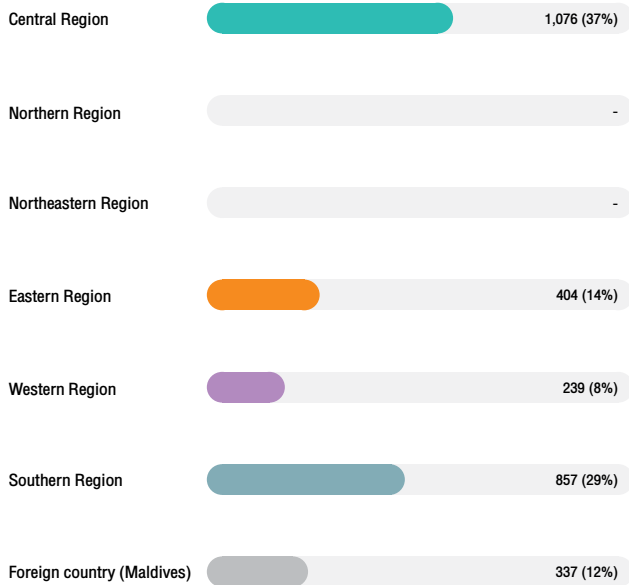 Central Region 1,076 (37%)
Northern Region -
Northeastern Region -
Eastern Region 404 (14%)
Western Region 239 (8%)
Southern Region 857 (29%)
Foreign country (Maldives) 337 (12%)